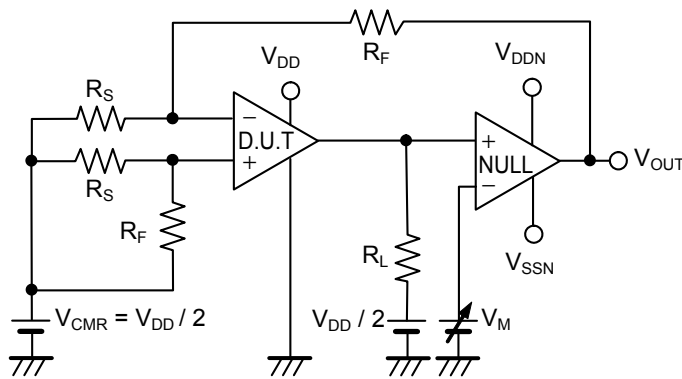 R_F
V_DD
V_DDN
R_S
−
D.U.T
+
+
NULL
−
V_OUT
R_S
R_F
R_L
V_SSN
V_CMR = V_DD / 2
V_DD / 2
V_M